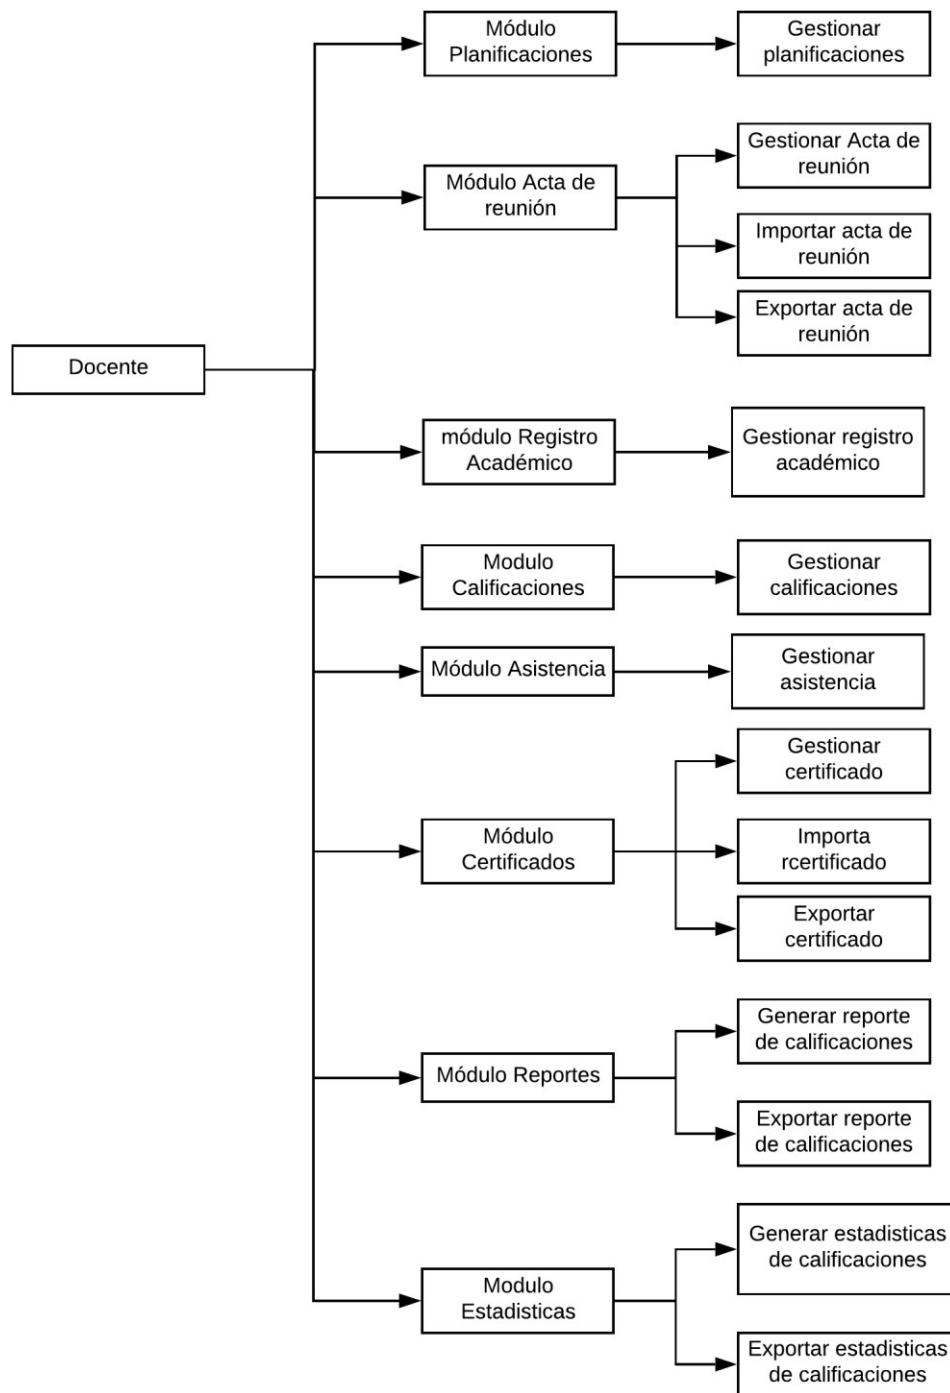 Módulo
Planificaciones
Gestionar
planificaciones
Módulo Acta de
reunión
Gestionar Acta de
reunión
Importar acta de
reunión
Exportar acta de
reunión
Docente
módulo Registro
Académico
Gestionar registro
académico
Modulo
Calificaciones
Gestionar
calificaciones
Módulo Asistencia
Gestionar
asistencia
Módulo
Certificados
Gestionar
certificado
Importa
rcertificado
Exportar
certificado
Módulo Reportes
Generar reporte
de calificaciones
Exportar reporte
de calificaciones
Modulo
Estadisticas
Generar estadisticas
de calificaciones
Exportar estadisticas
de calificaciones